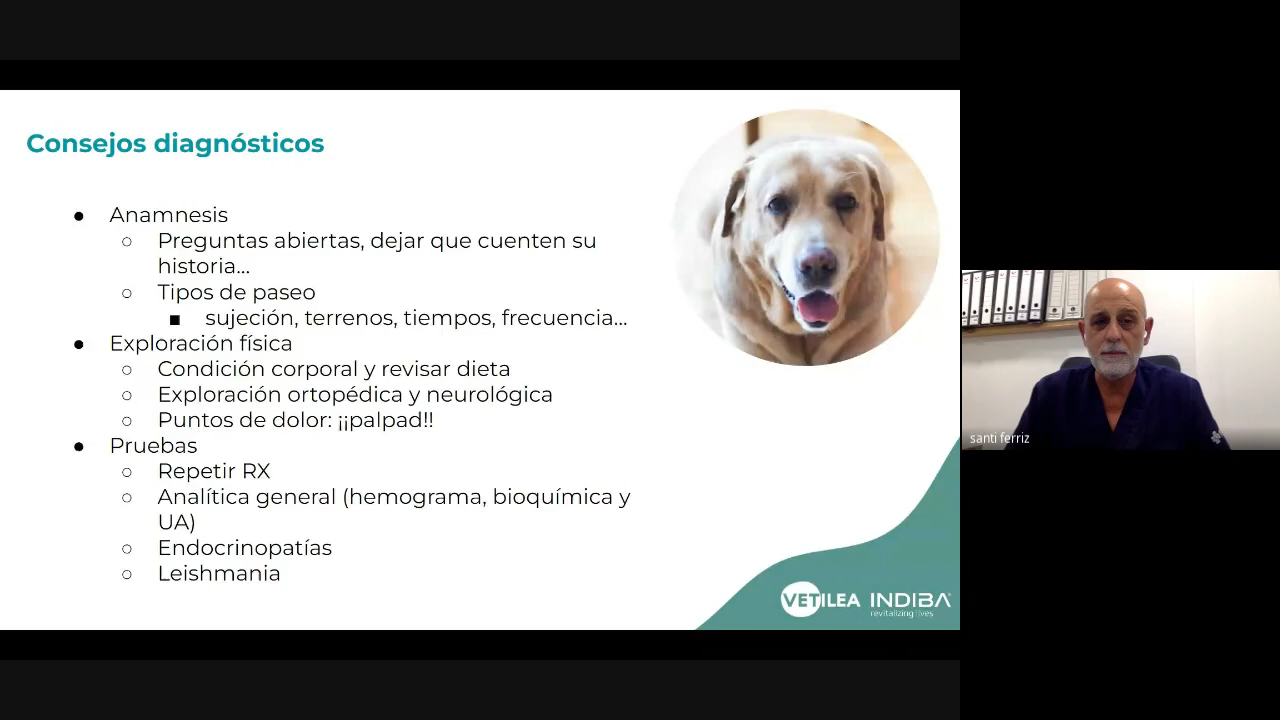 Consejos diagnósticos
● Anamnesis
○ Preguntas abiertas, dejar que cuenten su
historia...
○ Tipos de paseo
■ sujeción, terrenos, tiempos, frecuencia...
● Exploración física
○ Condición corporal y revisar dieta
○ Exploración ortopédica y neurológica
○ Puntos de dolor: ¡¡palpad!!
● Pruebas
○ Repetir RX
○ Analítica general (hemograma, bioquímica y
UA)
○ Endocrinopatías
○ Leishmania
VETILEA INDIBA®
revitalizing lives
santi ferriz